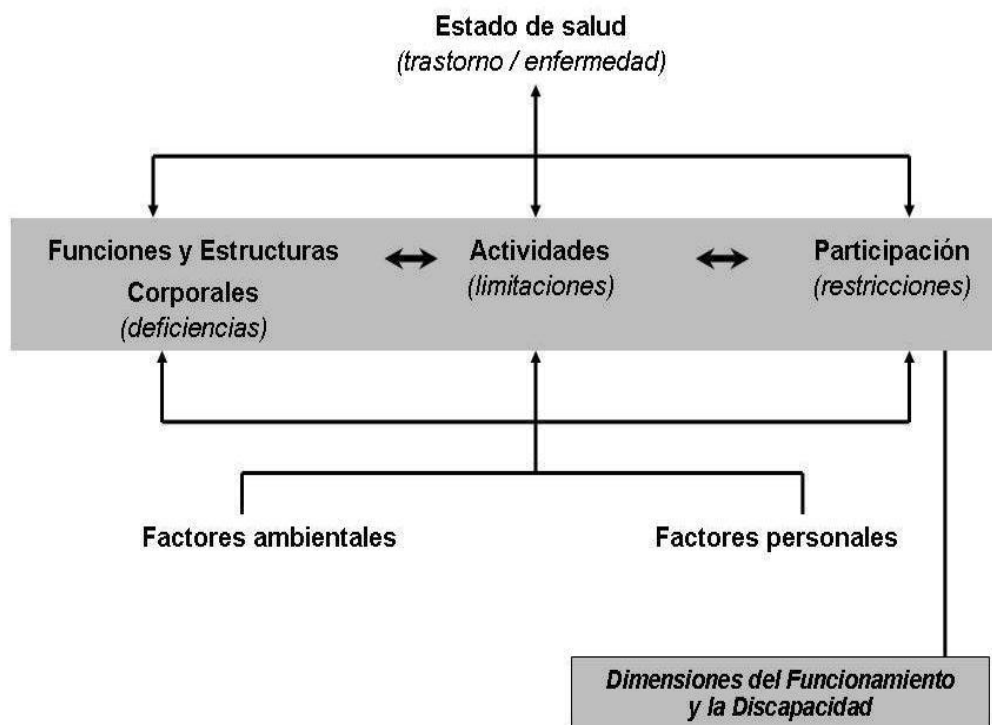 Estado de salud
(trastorno / enfermedad)
Funciones y Estructuras
Corporales
(deficiencias)
Actividades
(limitaciones)
Participación
(restricciones)
Factores ambientales
Factores personales
Dimensiones del Funcionamiento
y la Discapacidad